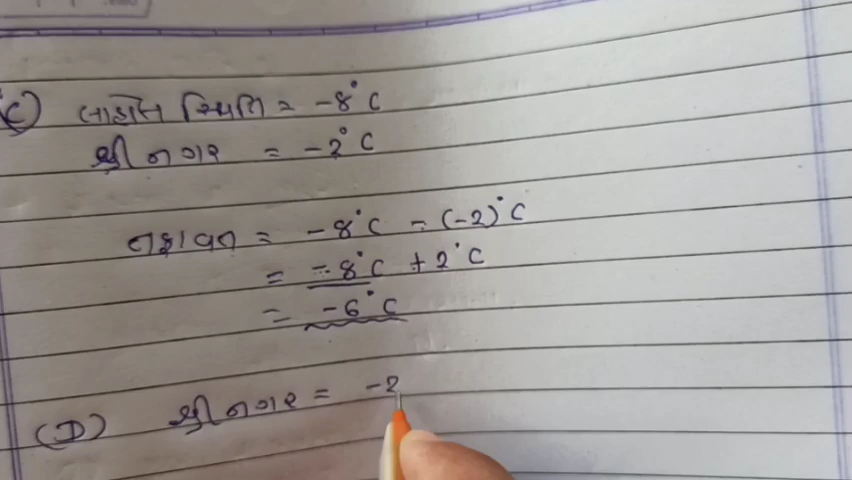 (C) લાહોલ સ્પિતિ = -8°C
શ્રીનગર = -2°C
તફાવત = -8°C - (-2)°C
= -8°C + 2°C
= -6°C
(D) શ્રીનગર = -2